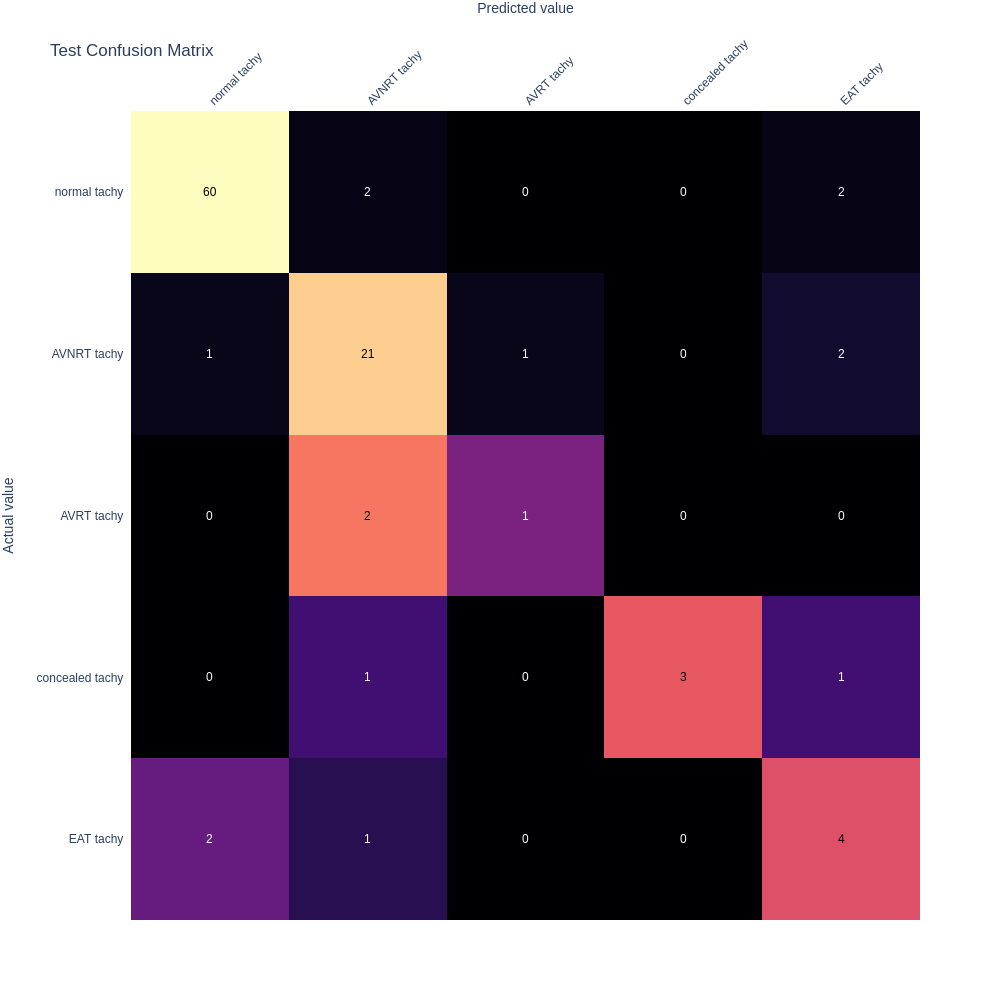 Predicted value
Test Confusion Matrix
normal tachy AVNRT tachy AVRT tachy concealed tachy EAT tachy
normal tachy 60 2 0 0 2
AVNRT tachy 1 21 1 0 2
Actual value
AVRT tachy 0 2 1 0 0
concealed tachy 0 1 0 3 1
EAT tachy 2 1 0 0 4